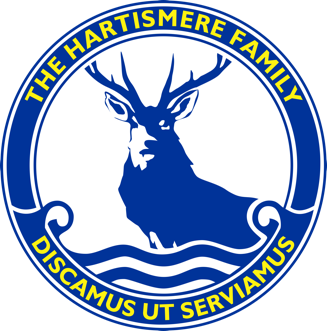 THE HARTISMERE FAMILY
DISCAMUS UT SERVIAMUS